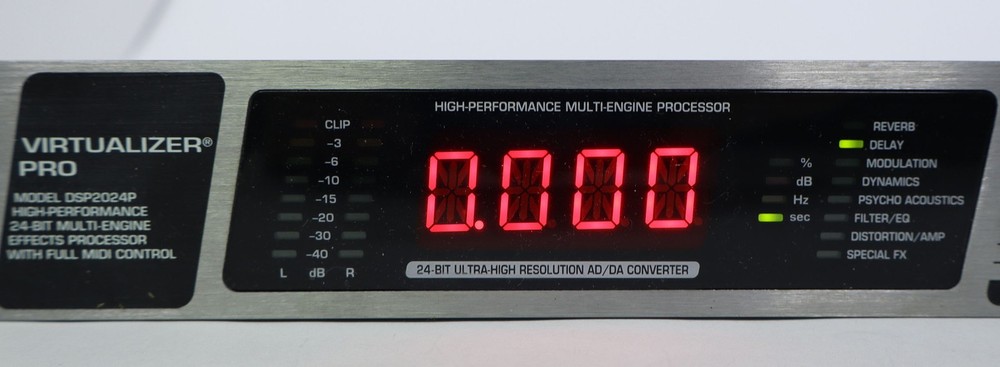 VIRTUALIZER®
PRO
MODEL DSP2024P
HIGH-PERFORMANCE
24-BIT MULTI-ENGINE
EFFECTS PROCESSOR
WITH FULL MIDI CONTROL
HIGH-PERFORMANCE MULTI-ENGINE PROCESSOR
CLIP
-3
-6
-10
-15
-20
-30
-40
L dB R
0.000
24-BIT ULTRA-HIGH RESOLUTION AD/DA CONVERTER
%
dB
Hz
sec
REVERB
DELAY
MODULATION
DYNAMICS
PSYCHO ACOUSTICS
FILTER/EQ
DISTORTION/AMP
SPECIAL FX